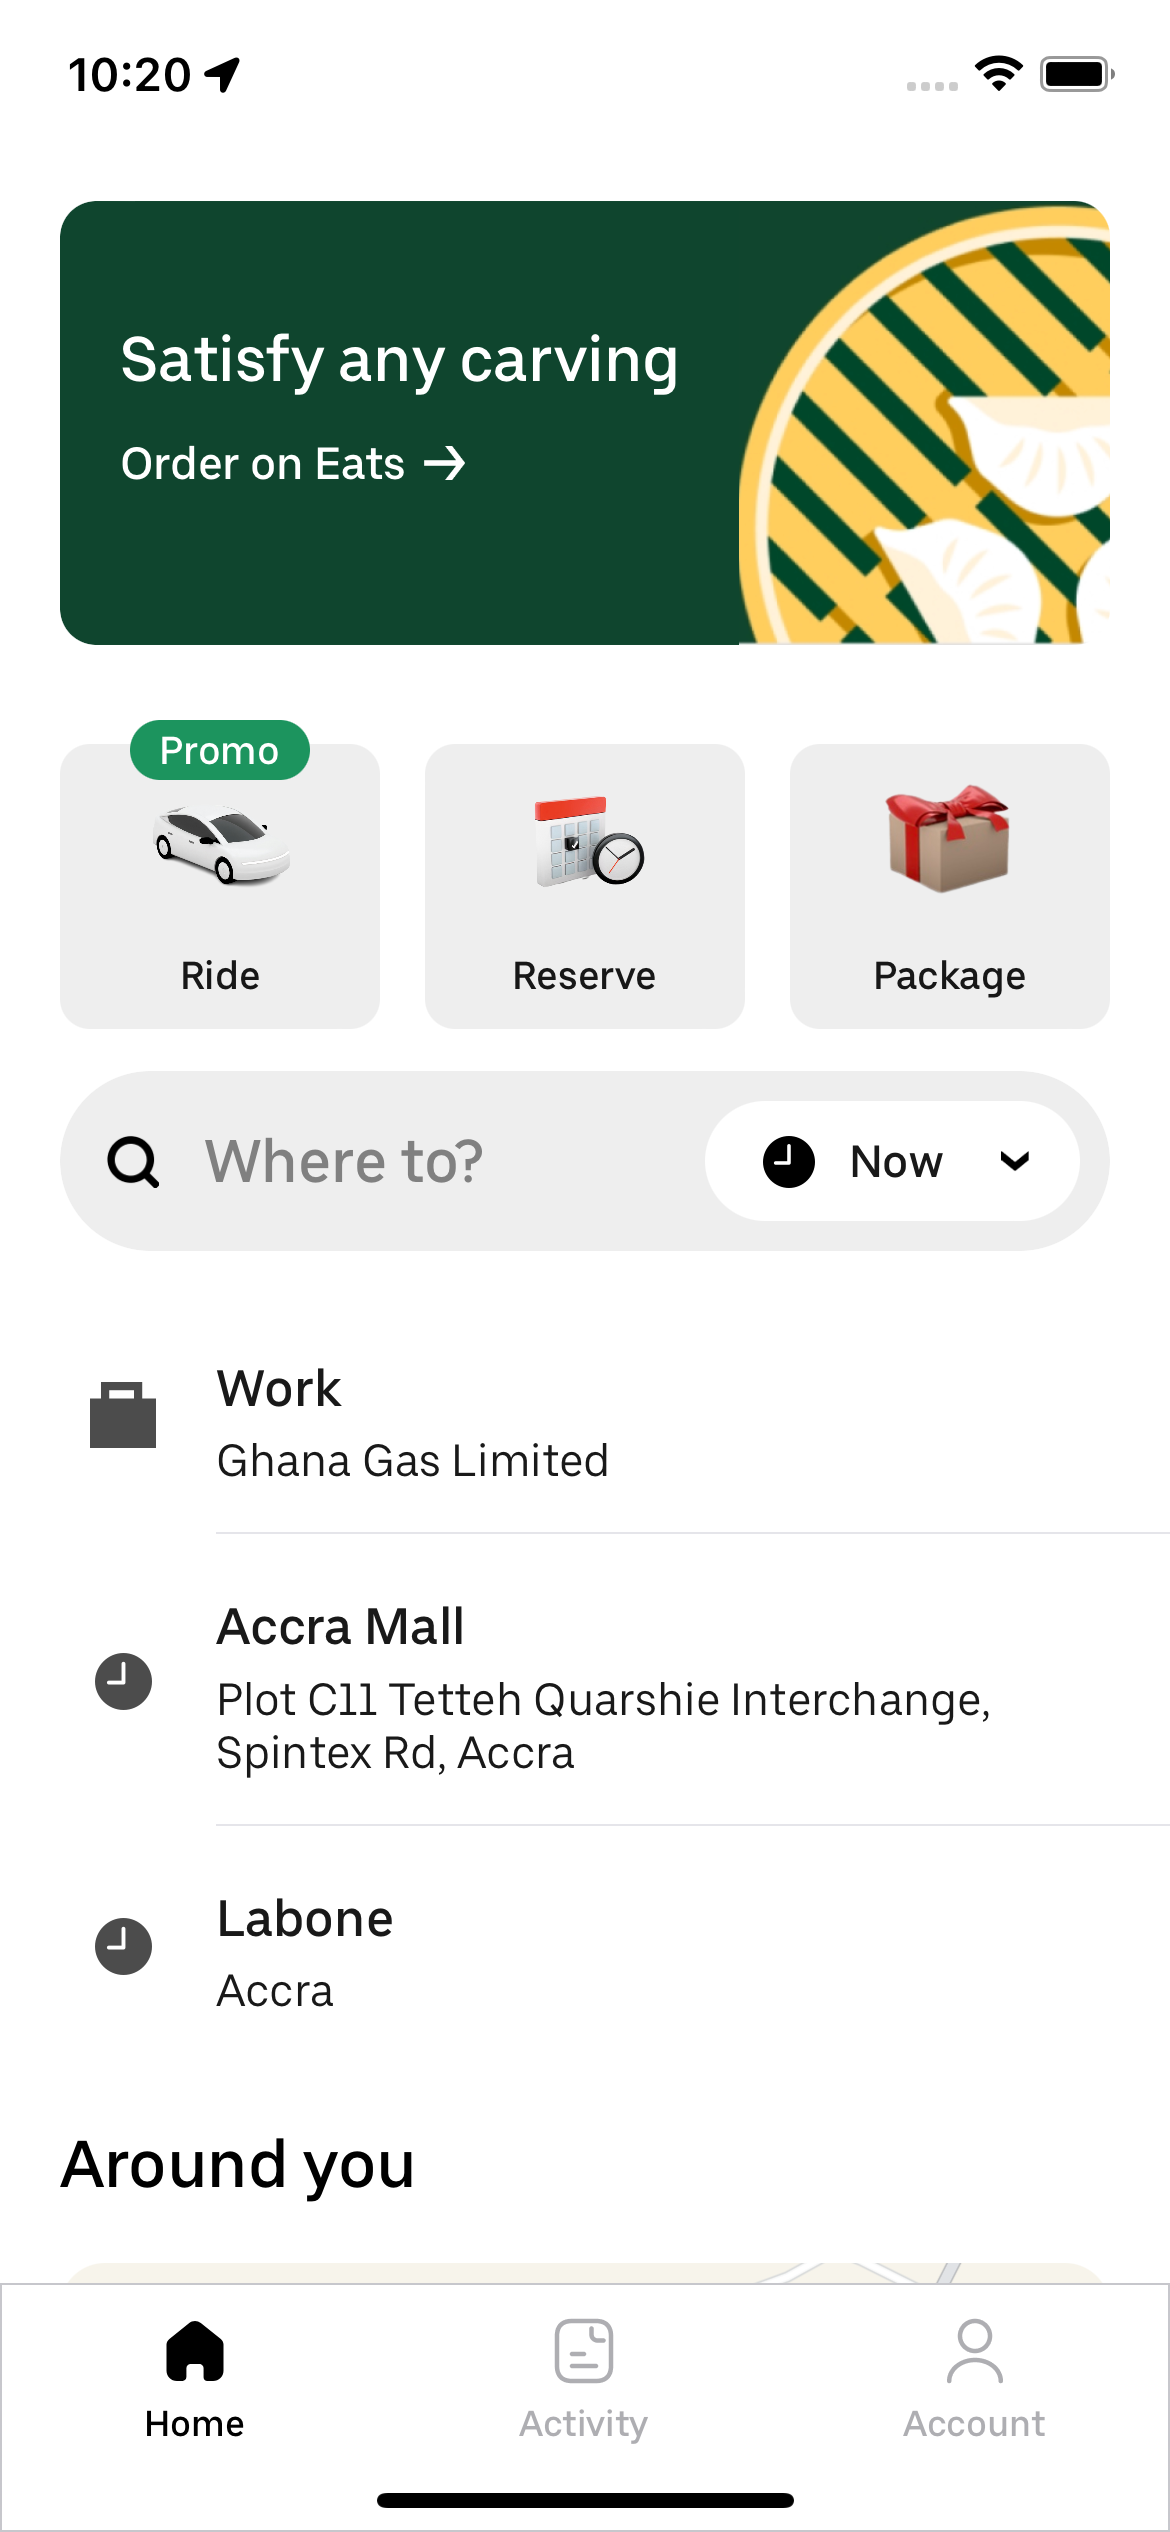 10:20
Satisfy any carving
Order on Eats
Promo
Ride
Reserve
Package
Where to?
Now
Work
Ghana Gas Limited
Accra Mall
Plot C11 Tetteh Quarshie Interchange,
Spintex Rd, Accra
Labone
Accra
Around you
Home
Activity
Account